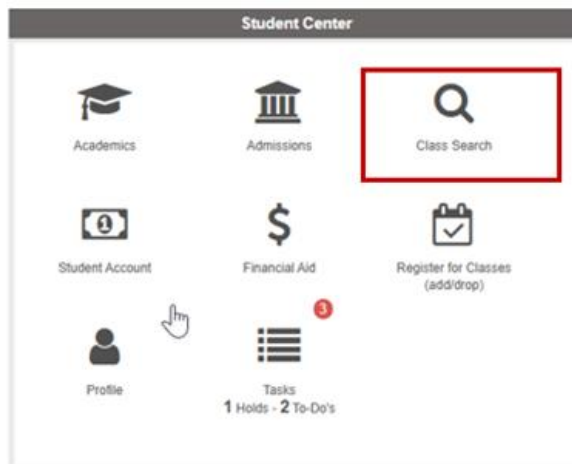 Student Center
Academics
Admissions
Class Search
1
Student Account
$
Financial Aid
Register for Classes
(add/drop)
3
Profile
Tasks
1 Holds - 2 To-Do's